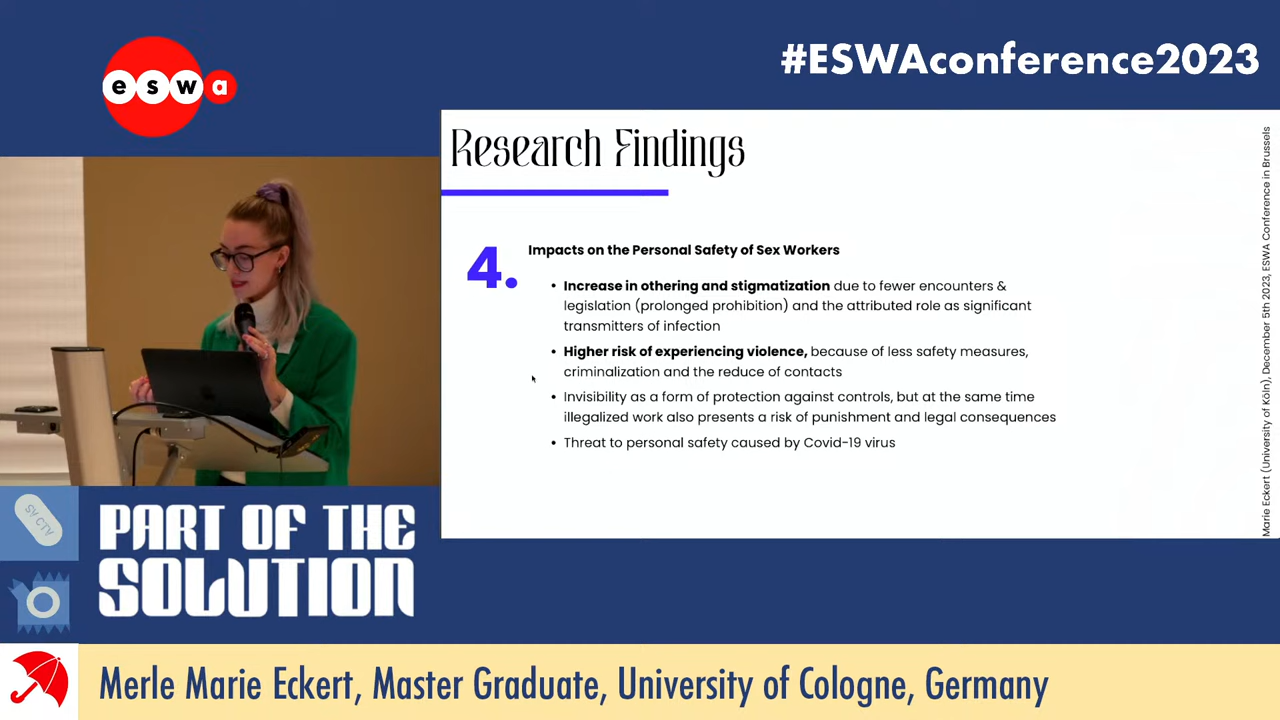 eswa
#ESWAconference2023
Research Findings
4.
Impacts on the Personal Safety of Sex Workers
• Increase in othering and stigmatization due to fewer encounters &
legislation (prolonged prohibition) and the attributed role as significant
transmitters of infection
• Higher risk of experiencing violence, because of less safety measures,
criminalization and the reduce of contacts
• Invisibility as a form of protection against controls, but at the same time
illegalized work also presents a risk of punishment and legal consequences
• Threat to personal safety caused by Covid-19 virus
Marie Eckert (University of Köln), December 5th 2023, ESWA Conference in Brussels
PART OF THE
SOLUTION
Merle Marie Eckert, Master Graduate, University of Cologne, Germany